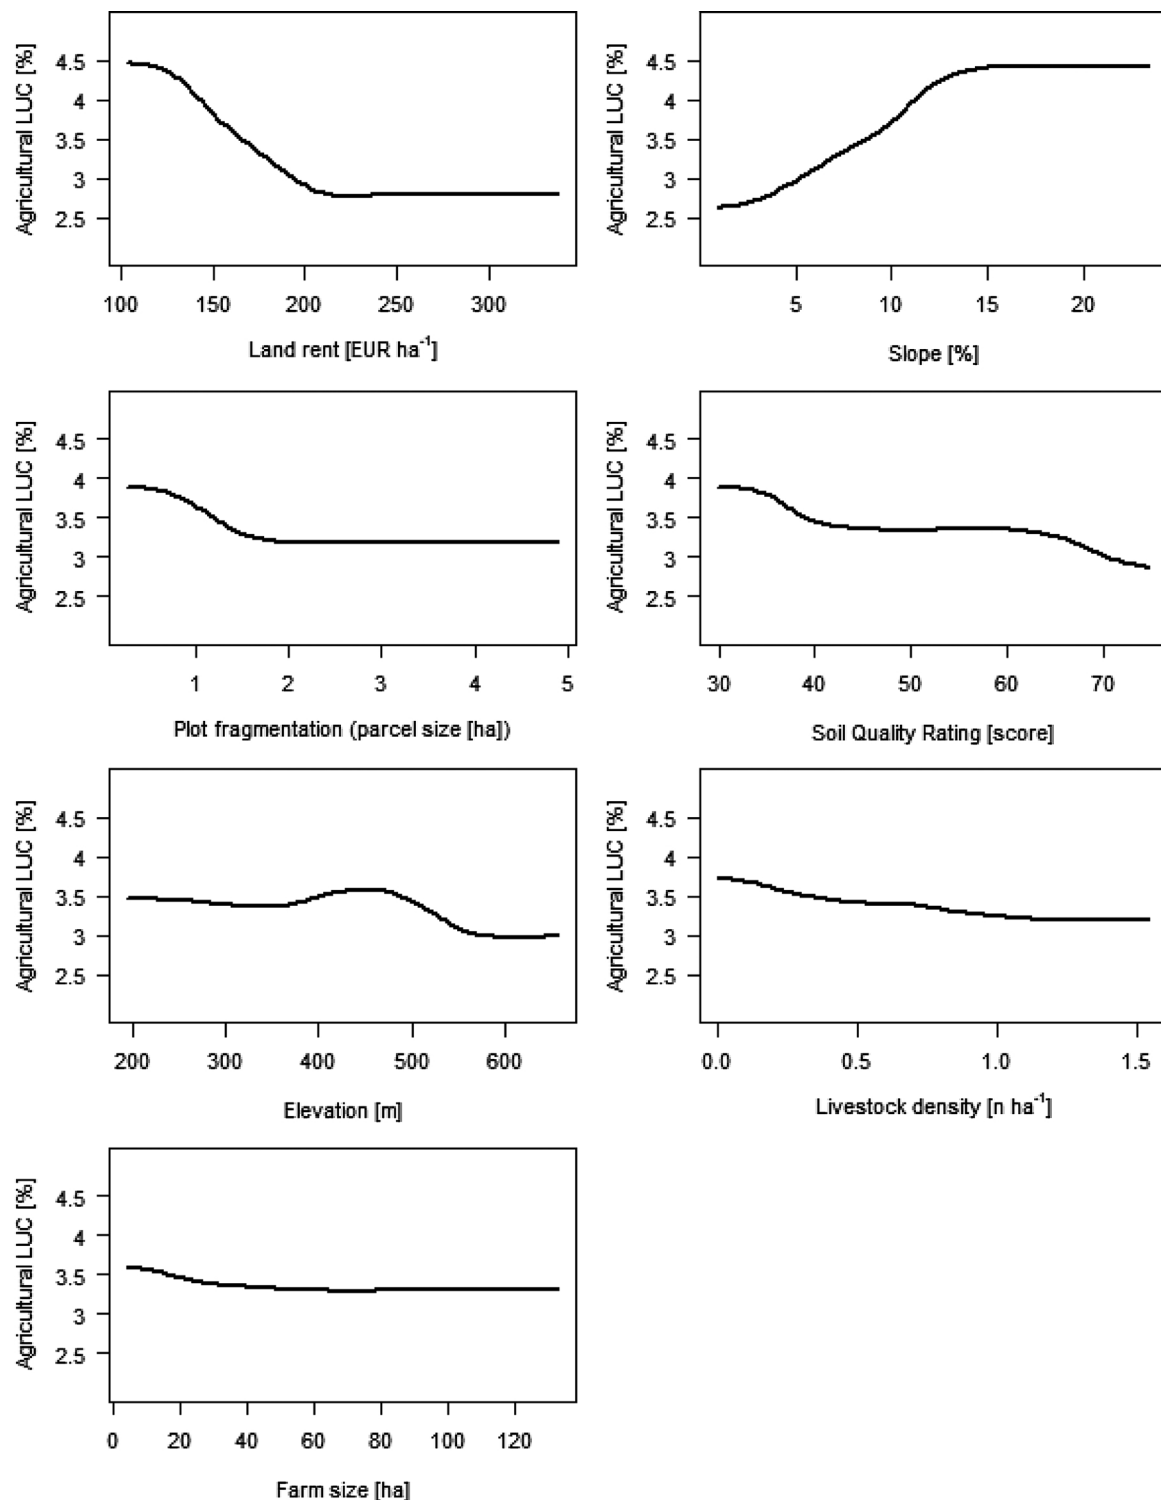 Agricultural LUC [%]
4.5
4
3.5
3
2.5
100 150 200 250 300
Land rent [EUR ha-1]
Agricultural LUC [%]
4.5
4
3.5
3
2.5
5 10 15 20
Slope [%]
Agricultural LUC [%]
4.5
4
3.5
3
2.5
1 2 3 4 5
Plot fragmentation (parcel size [ha])
Agricultural LUC [%]
4.5
4
3.5
3
2.5
30 40 50 60 70
Soil Quality Rating [score]
Agricultural LUC [%]
4.5
4
3.5
3
2.5
200 300 400 500 600
Elevation [m]
Agricultural LUC [%]
4.5
4
3.5
3
2.5
0.0 0.5 1.0 1.5
Livestock density [n ha-1]
Agricultural LUC [%]
4.5
4
3.5
3
2.5
0 20 40 60 80 100 120
Farm size [ha]